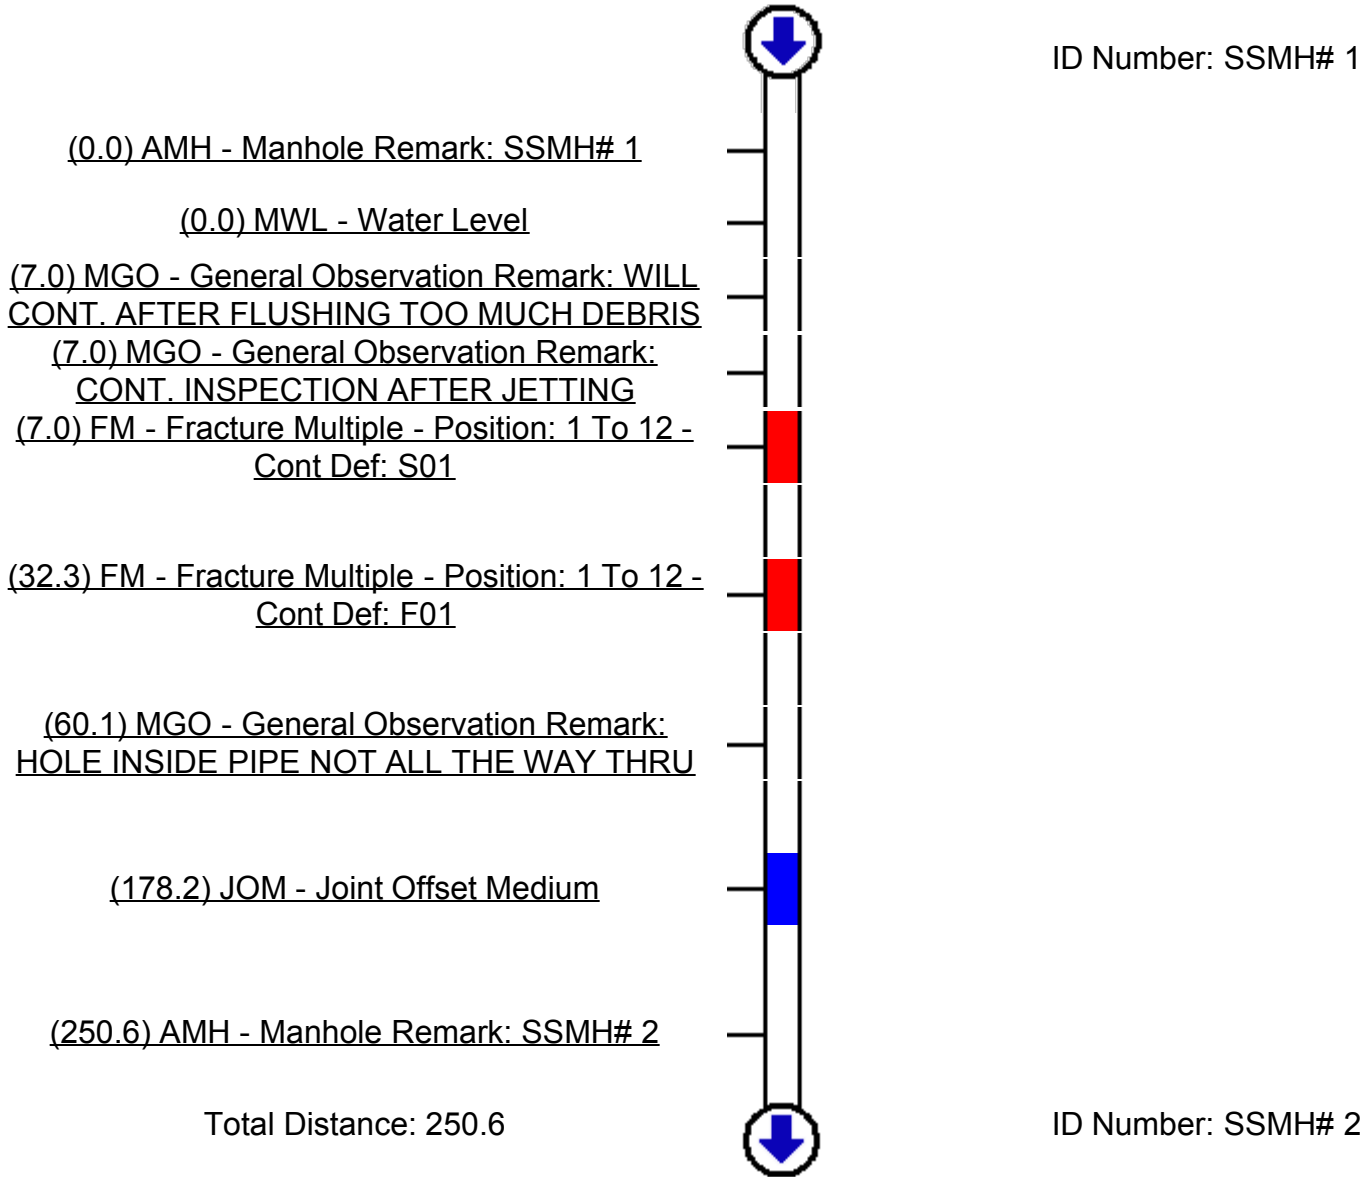 ID Number: SSMH# 1
(0.0) AMH - Manhole Remark: SSMH# 1
(0.0) MWL - Water Level
(7.0) MGO - General Observation Remark: WILL
CONT. AFTER FLUSHING TOO MUCH DEBRIS
(7.0) MGO - General Observation Remark:
CONT. INSPECTION AFTER JETTING
(7.0) FM - Fracture Multiple - Position: 1 To 12 -
Cont Def: S01
(32.3) FM - Fracture Multiple - Position: 1 To 12 -
Cont Def: F01
(60.1) MGO - General Observation Remark:
HOLE INSIDE PIPE NOT ALL THE WAY THRU
(178.2) JOM - Joint Offset Medium
(250.6) AMH - Manhole Remark: SSMH# 2
Total Distance: 250.6
ID Number: SSMH# 2